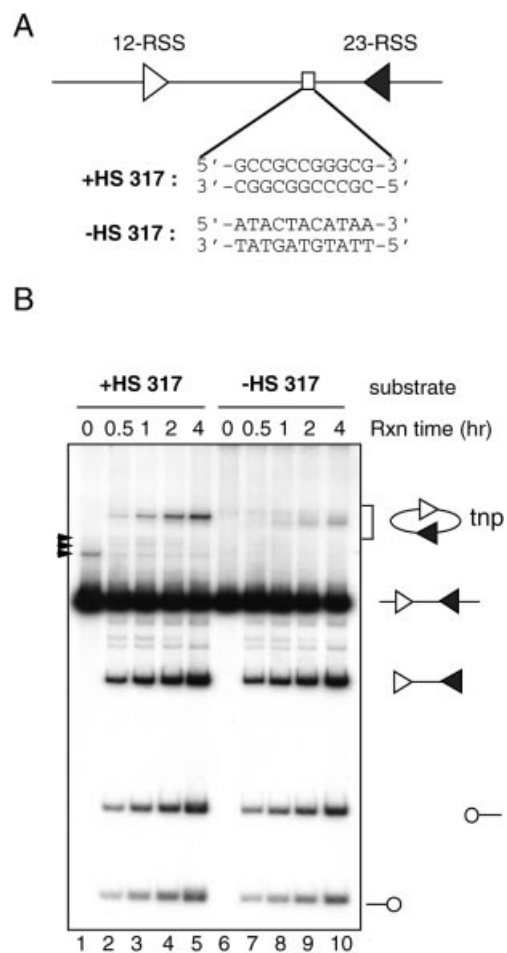 A
12-RSS 23-RSS
5'-GCCGCCGGGCG-3'
+HS 317 :
3'-CGGCGGCCCGC-5'
5'-ATACTACATAA-3'
-HS 317 :
3'-TATGATGTATT-5'
B
+HS 317 -HS 317 substrate
0 0.5 1 2 4 0 0.5 1 2 4 Rxn time (hr)
tnp
1 2 3 4 5 6 7 8 9 10